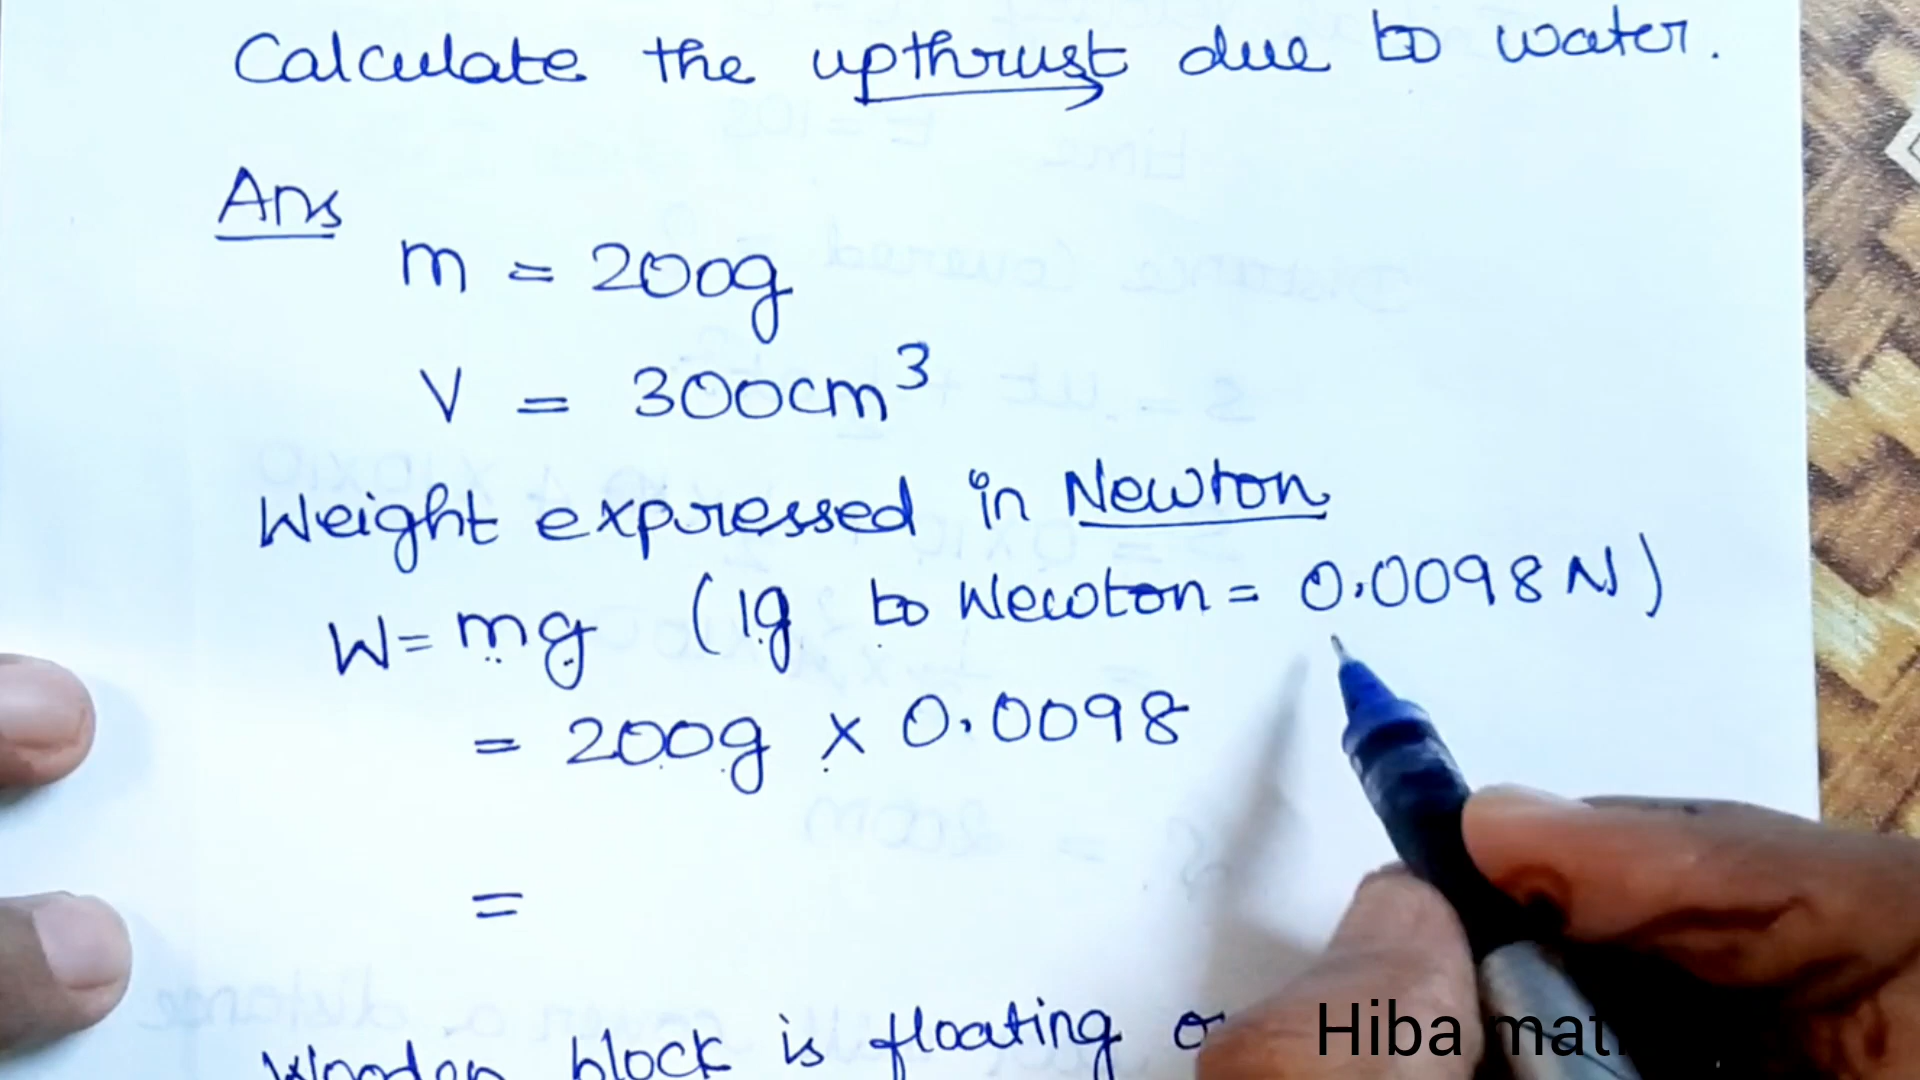 Calculate the upthrust due to water.
Ans
m = 200g
V = 300cm³
Weight expressed in Newton
W = mg (1g to Newton = 0.0098 N)
= 200g × 0.0098
=
Wooden block is floating
Hiba